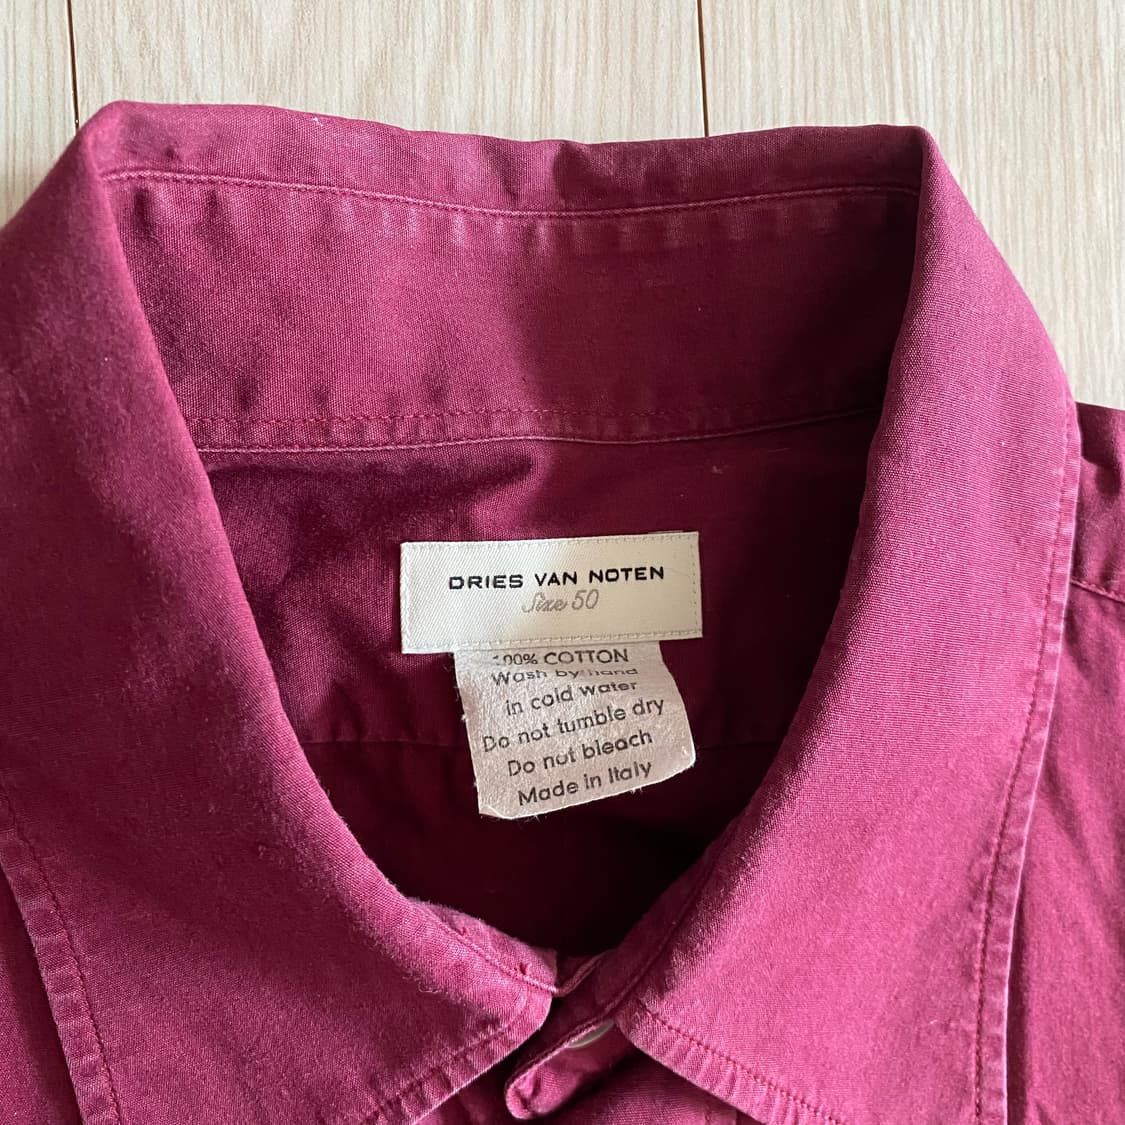 DRIES VAN NOTEN
Size 50
100% COTTON
Wash by hand
in cold water
Do not tumble dry
Do not bleach
Made in Italy